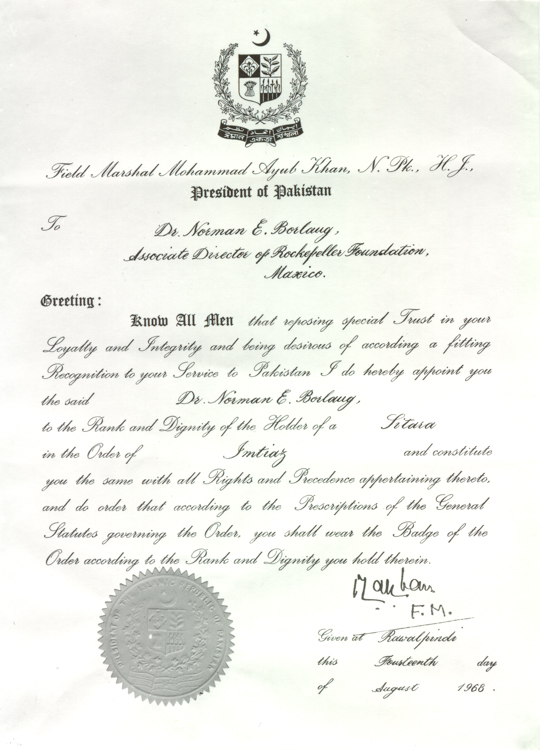 Field Marshal Mohammad Ayub Khan, N. Pk., H.J.,
President of Pakistan
To Dr. Norman E. Borlaug,
Associate Director of Rockefeller Foundation,
Maxico.
Greeting:
Know All Men that reposing special Trust in your
Loyalty and Integrity and being desirous of according a fitting
Recognition to your Service to Pakistan I do hereby appoint you
the said Dr. Norman E. Borlaug,
to the Rank and Dignity of the Holder of a Sitara
in the Order of Imtiaz and constitute
you the same with all Rights and Precedence appertaining thereto,
and do order that according to the Prescriptions of the General
Statutes governing the Order, you shall wear the Badge of the
Order according to the Rank and Dignity you hold therein.
F.M.
Given at Rawalpindi
this Fourteenth day
of August 1968.